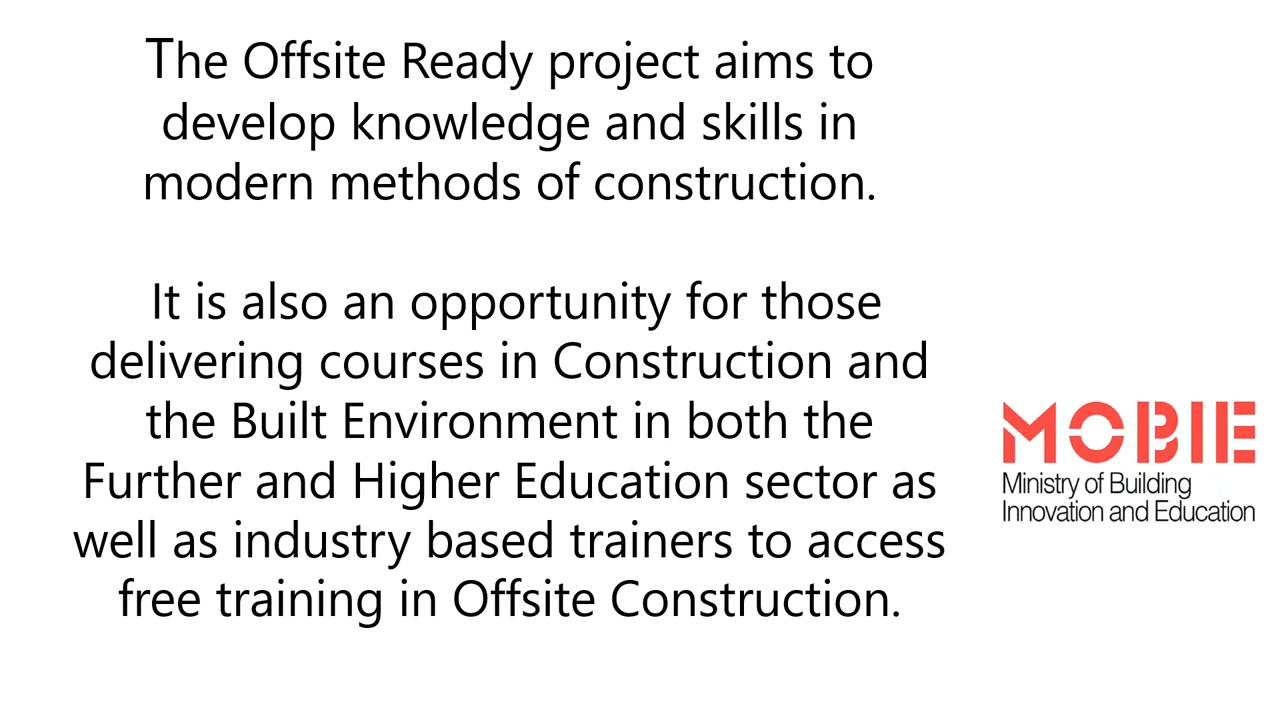 The Offsite Ready project aims to
develop knowledge and skills in
modern methods of construction.
It is also an opportunity for those
delivering courses in Construction and
the Built Environment in both the
Further and Higher Education sector as
well as industry based trainers to access
free training in Offsite Construction.
MOBIE
Ministry of Building
Innovation and Education